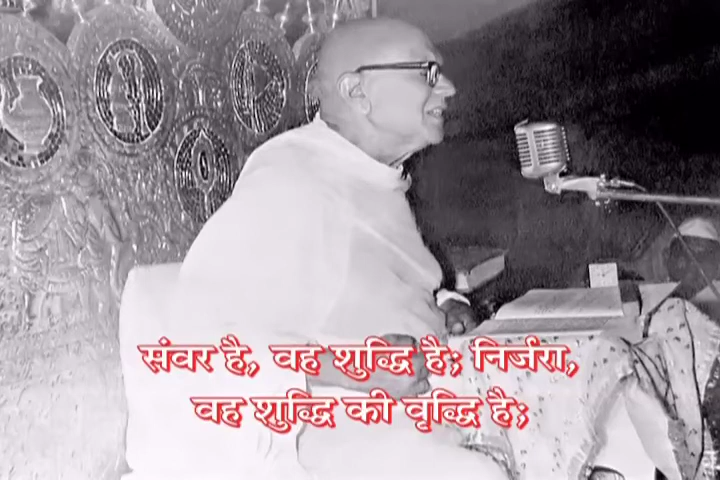 संवर है, वह शुद्धि है; निर्जरा,
वह शुद्धि की वृद्धि है;